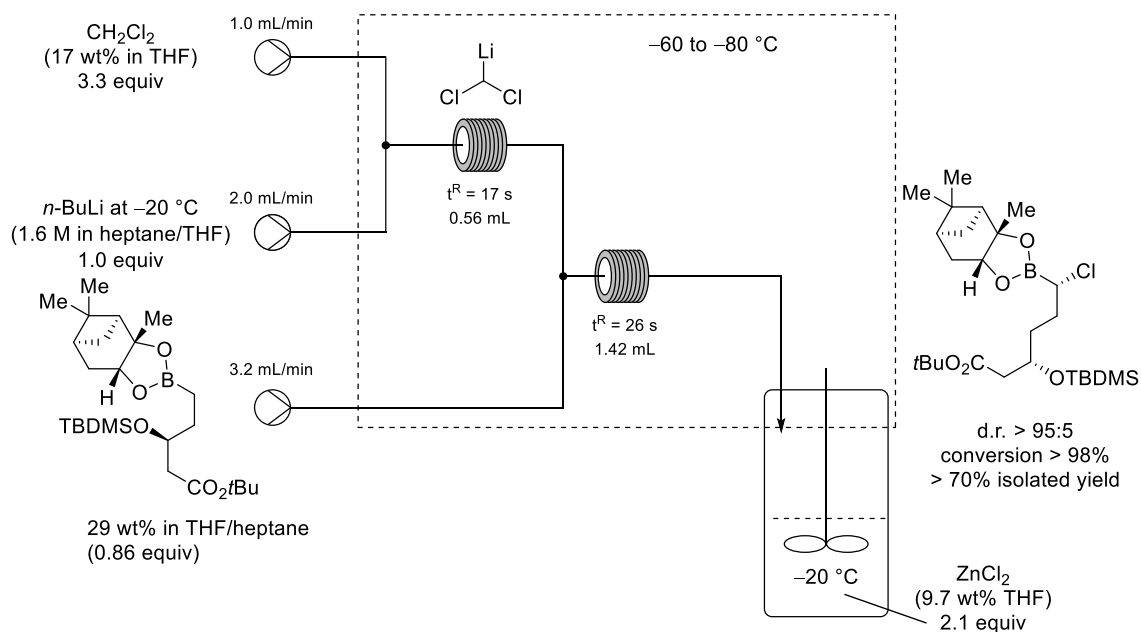 CH₂Cl₂
(17 wt% in THF)
3.3 equiv
1.0 mL/min
–60 to –80 °C
Li
Cl Cl
tᴿ = 17 s
0.56 mL
n-BuLi at –20 °C
(1.6 M in heptane/THF)
1.0 equiv
2.0 mL/min
Me
Me
Me
O
B
O
H
TBDMSO
CO₂tBu
29 wt% in THF/heptane
(0.86 equiv)
3.2 mL/min
tᴿ = 26 s
1.42 mL
–20 °C
ZnCl₂
(9.7 wt% THF)
2.1 equiv
Me
Me
Me
O
B
Cl
O
H
tBuO₂C
OTBDMS
d.r. > 95:5
conversion > 98%
> 70% isolated yield